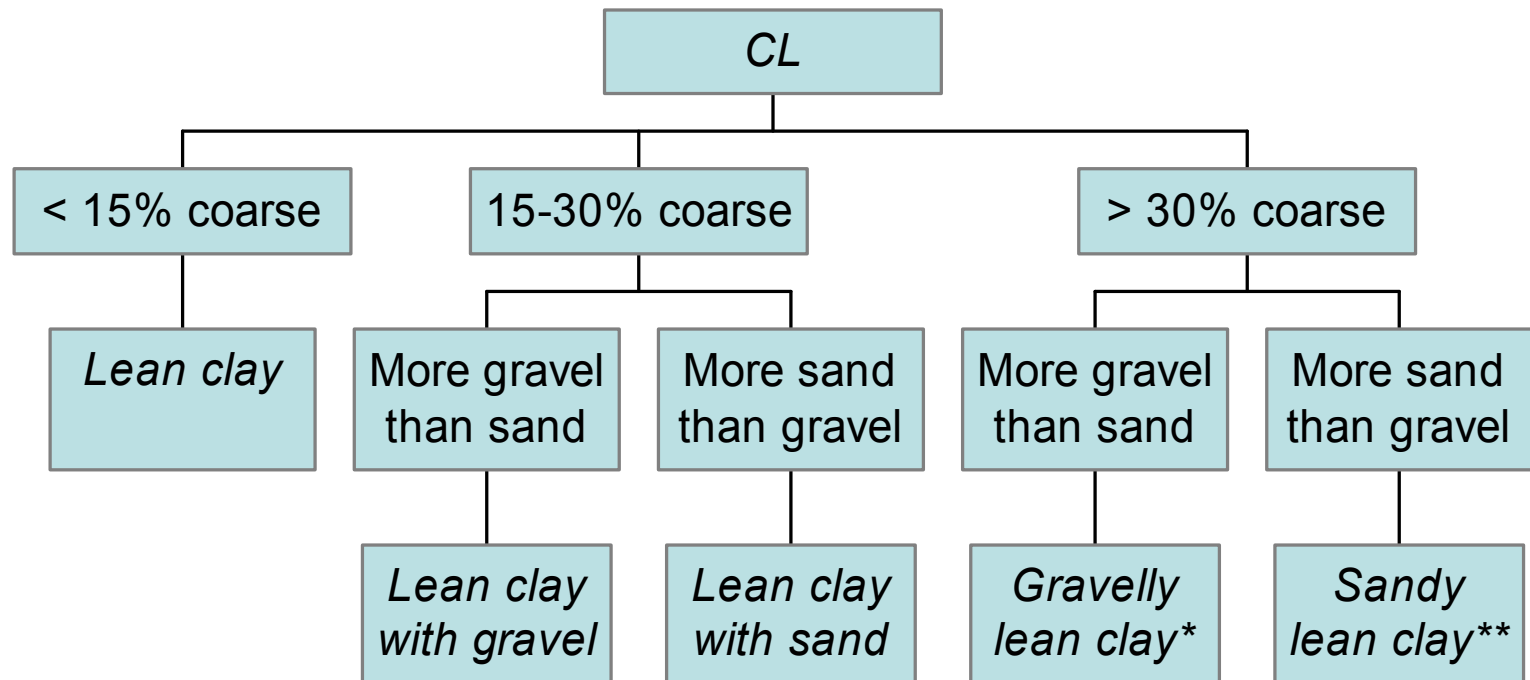 CL
< 15% coarse
15-30% coarse
> 30% coarse
Lean clay
More gravel
than sand
More sand
than gravel
More gravel
than sand
More sand
than gravel
Lean clay
with gravel
Lean clay
with sand
Gravelly
lean clay*
Sandy
lean clay**